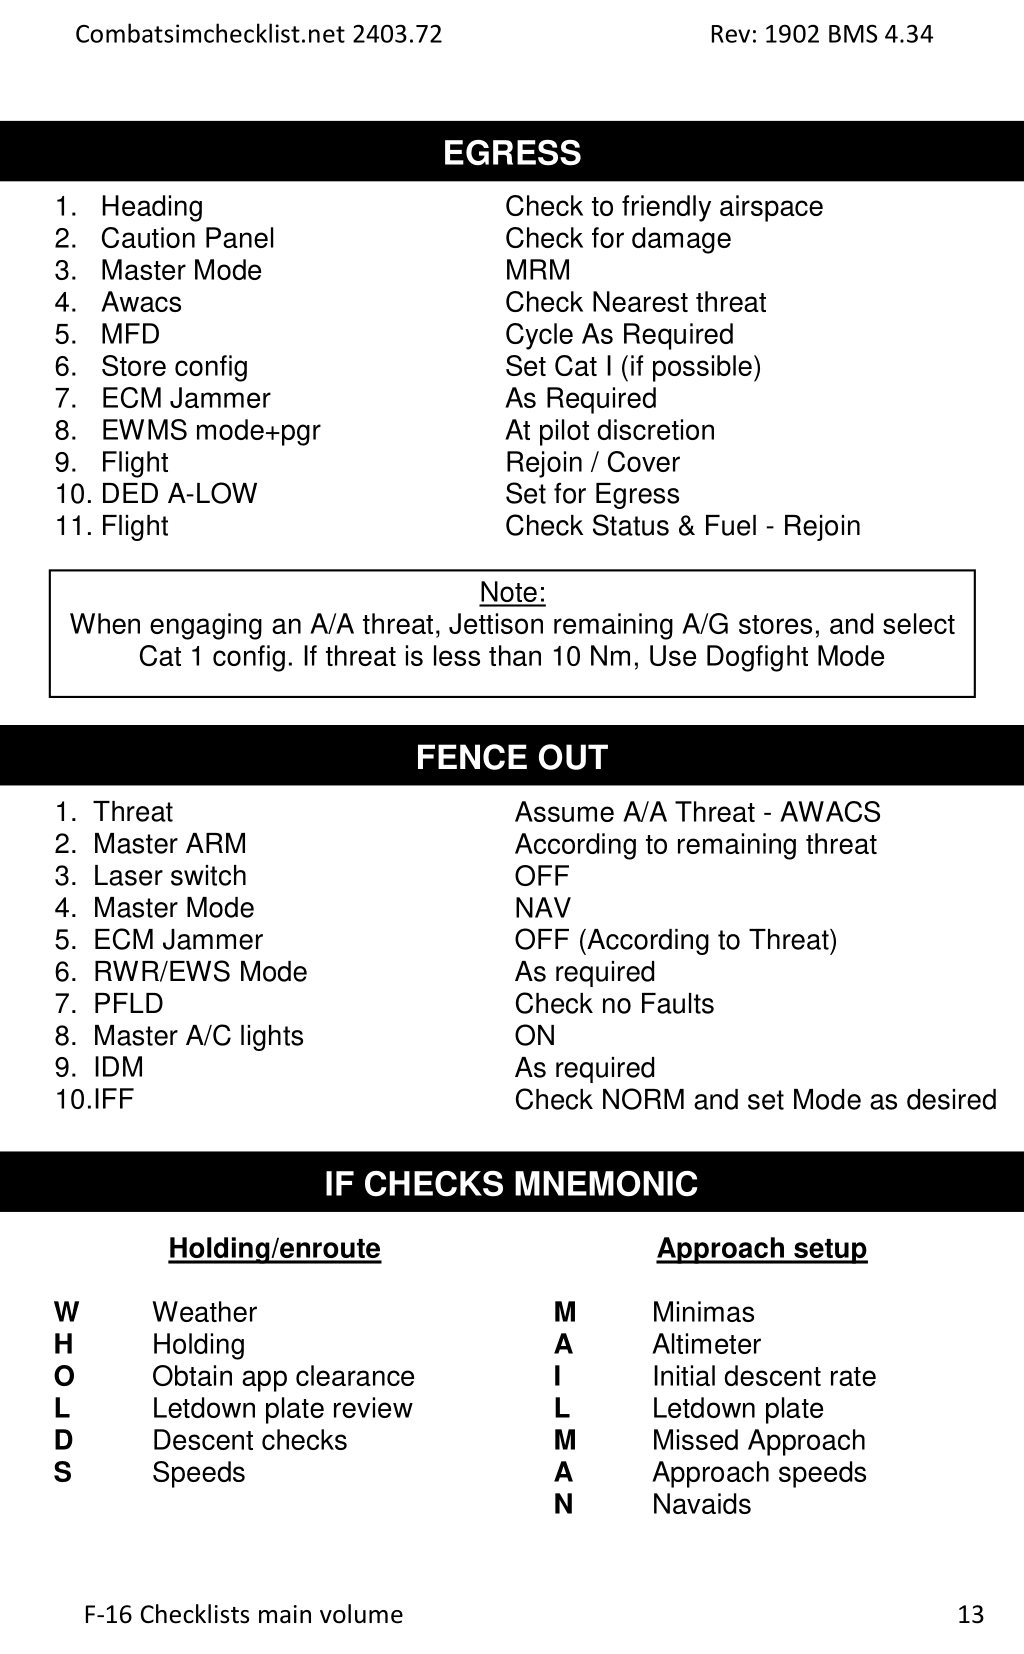 Combatsimchecklist.net 2403.72 Rev: 1902 BMS 4.34
EGRESS
1. Heading Check to friendly airspace
2. Caution Panel Check for damage
3. Master Mode MRM
4. Awacs Check Nearest threat
5. MFD Cycle As Required
6. Store config Set Cat I (if possible)
7. ECM Jammer As Required
8. EWMS mode+pgr At pilot discretion
9. Flight Rejoin / Cover
10. DED A-LOW Set for Egress
11. Flight Check Status & Fuel - Rejoin
Note:
When engaging an A/A threat, Jettison remaining A/G stores, and select
Cat 1 config. If threat is less than 10 Nm, Use Dogfight Mode
FENCE OUT
1. Threat Assume A/A Threat - AWACS
2. Master ARM According to remaining threat
3. Laser switch OFF
4. Master Mode NAV
5. ECM Jammer OFF (According to Threat)
6. RWR/EWS Mode As required
7. PFLD Check no Faults
8. Master A/C lights ON
9. IDM As required
10.IFF Check NORM and set Mode as desired
IF CHECKS MNEMONIC
Holding/enroute Approach setup
W Weather M Minimas
H Holding A Altimeter
O Obtain app clearance I Initial descent rate
L Letdown plate review L Letdown plate
D Descent checks M Missed Approach
S Speeds A Approach speeds
N Navaids
F-16 Checklists main volume 13